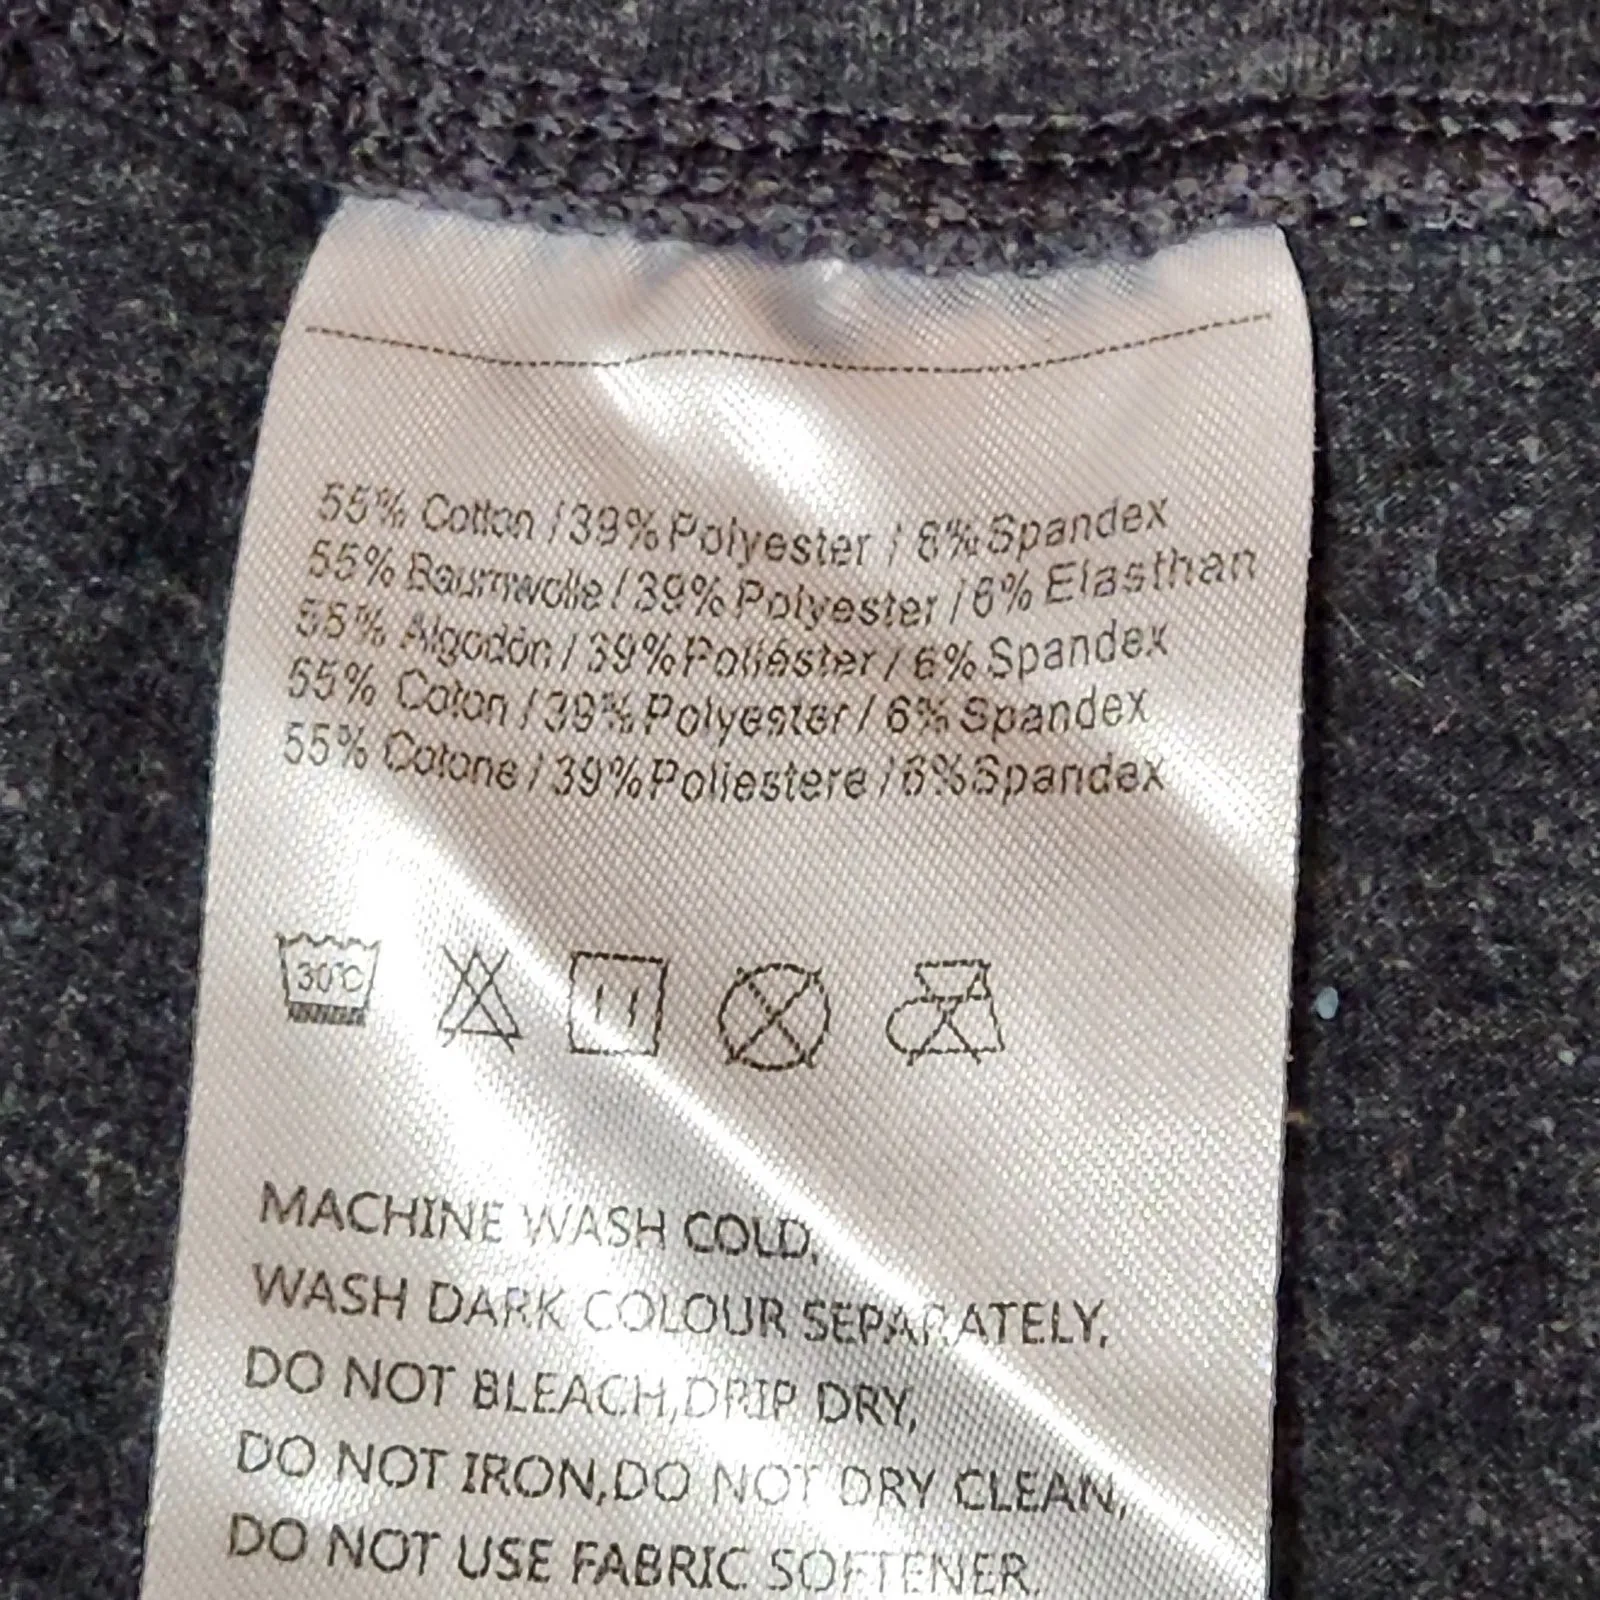 55% Cotton / 39% Polyester / 6% Spandex
55% Baumwolle / 39% Polyester / 6% Elasthan
55% Algodón / 39% Poliéster / 6% Spandex
55% Coton / 39% Polyester / 6% Spandex
55% Cotone / 39% Poliestere / 6% Spandex
30°C
MACHINE WASH COLD,
WASH DARK COLOUR SEPARATELY,
DO NOT BLEACH,DRIP DRY,
DO NOT IRON,DO NOT DRY CLEAN,
DO NOT USE FABRIC SOFTENER.